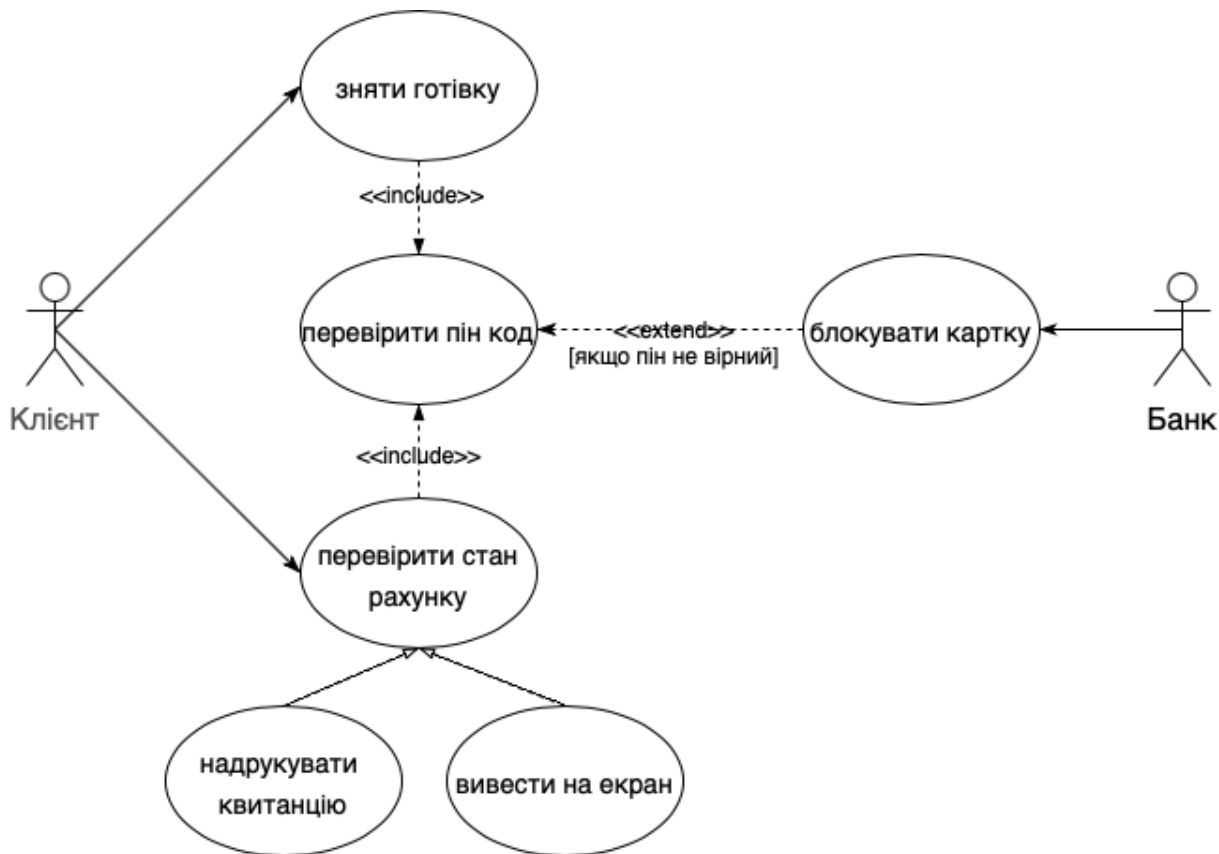 зняти готівку
<<include>>
перевірити пін код
<<extend>>
[якщо пін не вірний]
блокувати картку
Клієнт
Банк
<<include>>
перевірити стан
рахунку
надрукувати
квитанцію
вивести на екран